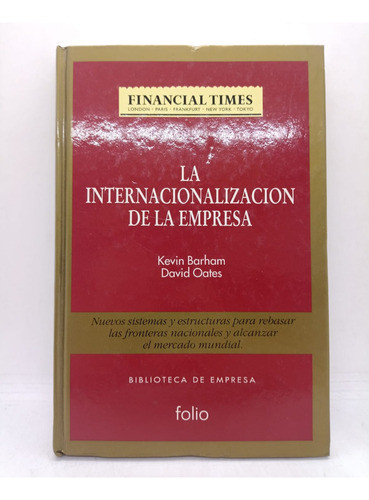 FINANCIAL TIMES
LONDON · PARIS · FRANKFURT · NEW YORK · TOKYO
LA
INTERNACIONALIZACION
DE LA EMPRESA
Kevin Barham
David Oates
Nuevos sistemas y estructuras para rebasar
las fronteras nacionales y alcanzar
el mercado mundial.
BIBLIOTECA DE EMPRESA
folio